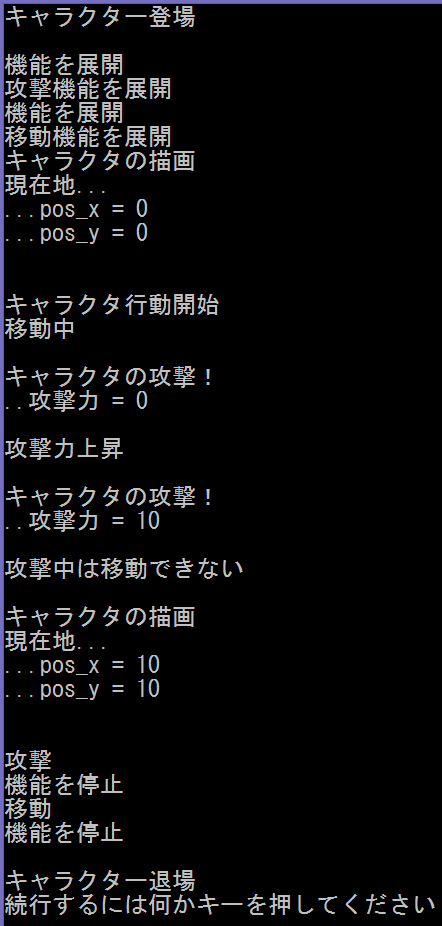 キャラクター登場
機能を展開
攻撃機能を展開
機能を展開
移動機能を展開
キャラクタの描画
現在地...
...pos_x = 0
...pos_y = 0
キャラクタ行動開始
移動中
キャラクタの攻撃！
..攻撃力 = 0
攻撃力上昇
キャラクタの攻撃！
..攻撃力 = 10
攻撃中は移動できない
キャラクタの描画
現在地...
...pos_x = 10
...pos_y = 10
攻撃
機能を停止
移動
機能を停止
キャラクター退場
続行するには何かキーを押してください